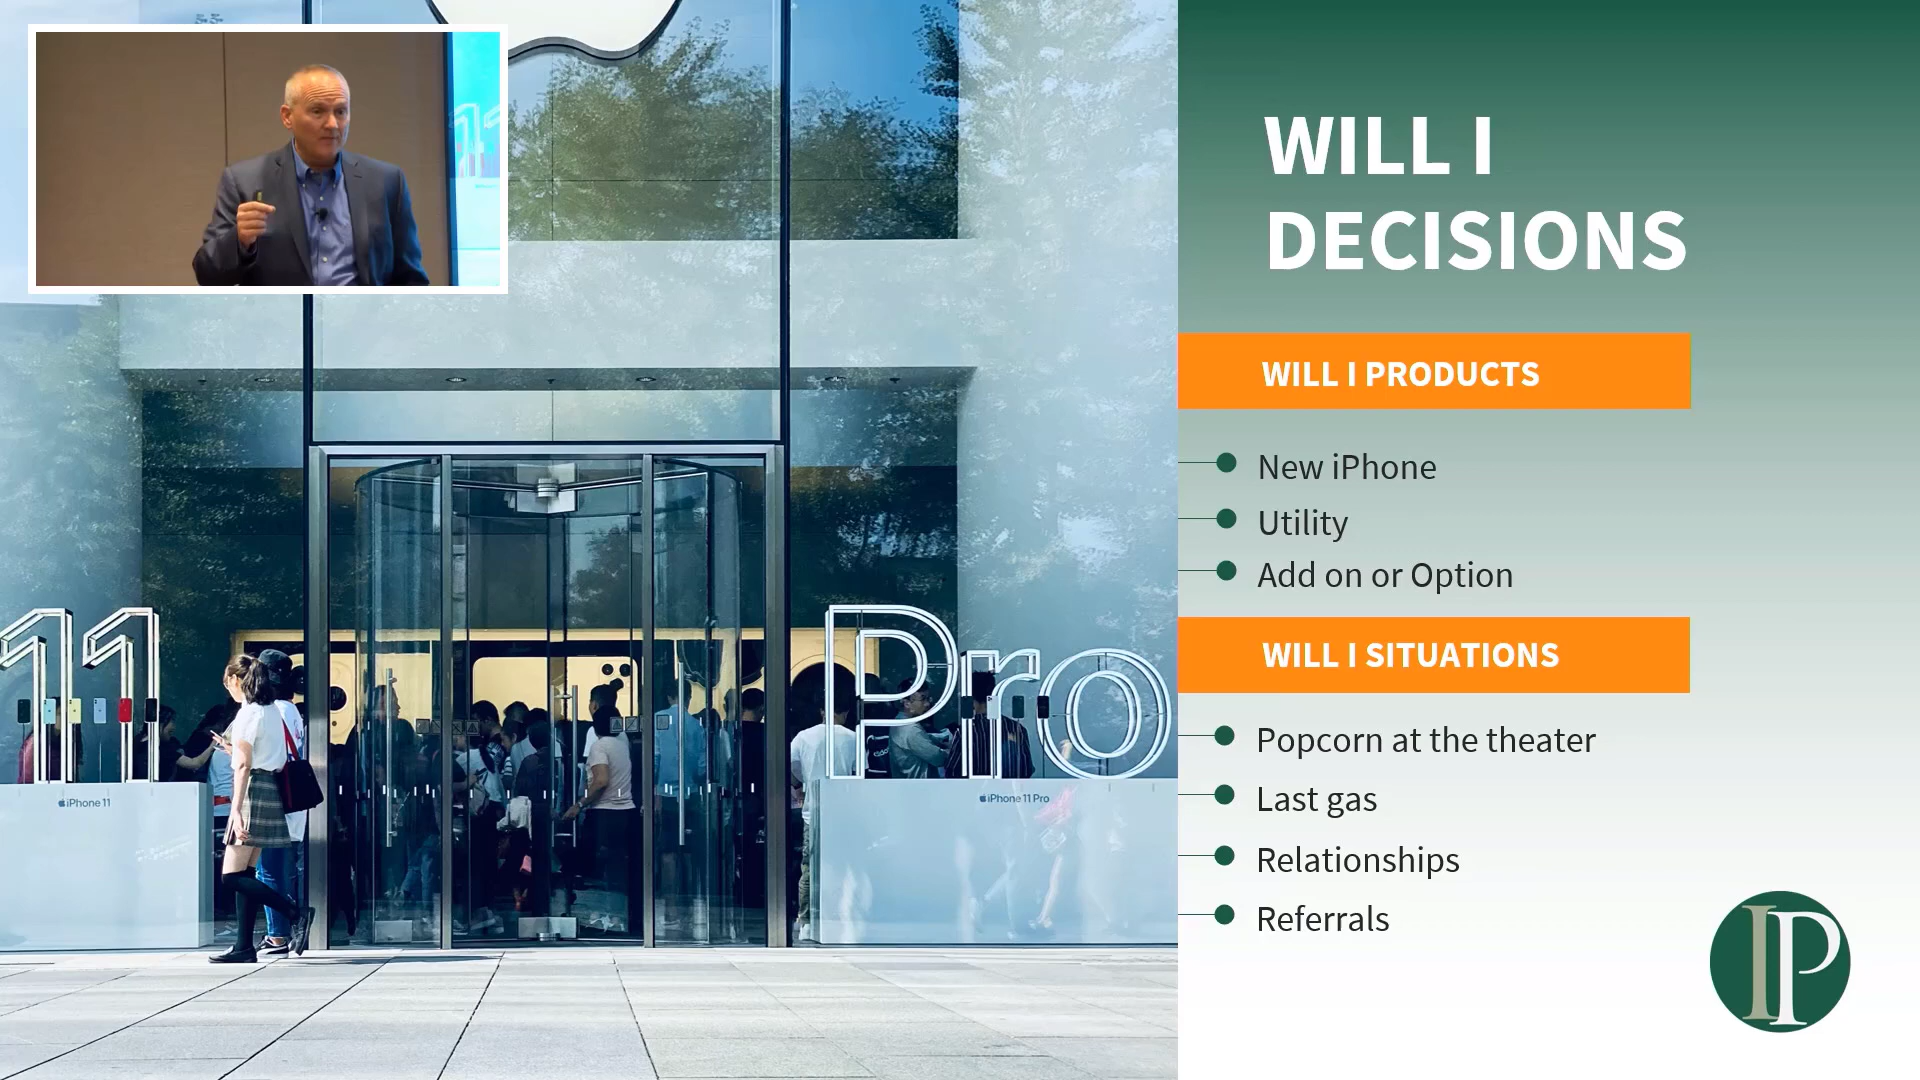 WILL I
DECISIONS
WILL I PRODUCTS
New iPhone
Utility
Add on or Option
WILL I SITUATIONS
Popcorn at the theater
Last gas
Relationships
Referrals
11
Pro
iPhone 11
iPhone 11 Pro
IP